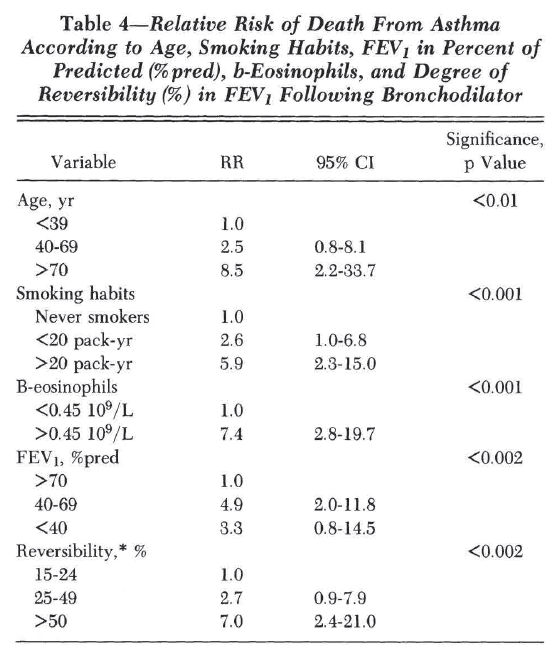 Table 4—Relative Risk of Death From Asthma
According to Age, Smoking Habits, FEV₁ in Percent of
Predicted (%pred), b-Eosinophils, and Degree of
Reversibility (%) in FEV₁ Following Bronchodilator
Significance,
Variable RR 95% CI p Value
Age, yr <0.01
<39 1.0
40-69 2.5 0.8-8.1
>70 8.5 2.2-33.7
Smoking habits <0.001
Never smokers 1.0
<20 pack-yr 2.6 1.0-6.8
>20 pack-yr 5.9 2.3-15.0
B-eosinophils <0.001
<0.45 10⁹/L 1.0
>0.45 10⁹/L 7.4 2.8-19.7
FEV₁, %pred <0.002
>70 1.0
40-69 4.9 2.0-11.8
<40 3.3 0.8-14.5
Reversibility,* % <0.002
15-24 1.0
25-49 2.7 0.9-7.9
>50 7.0 2.4-21.0